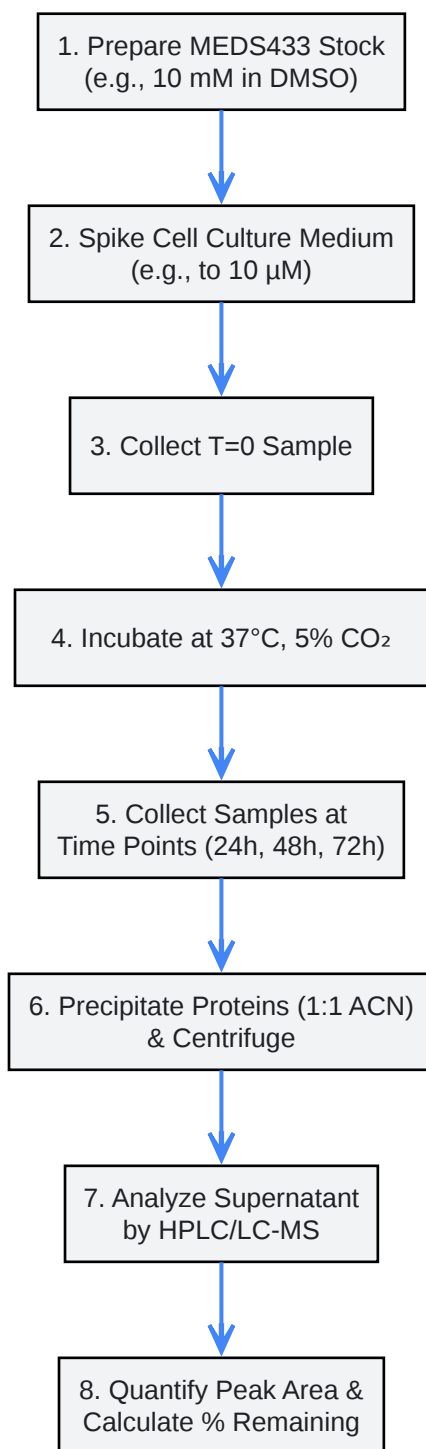 1. Prepare MEDS433 Stock
(e.g., 10 mM in DMSO)
2. Spike Cell Culture Medium
(e.g., to 10 µM)
3. Collect T=0 Sample
4. Incubate at 37°C, 5% CO₂
5. Collect Samples at
Time Points (24h, 48h, 72h)
6. Precipitate Proteins (1:1 ACN)
& Centrifuge
7. Analyze Supernatant
by HPLC/LC-MS
8. Quantify Peak Area &
Calculate % Remaining